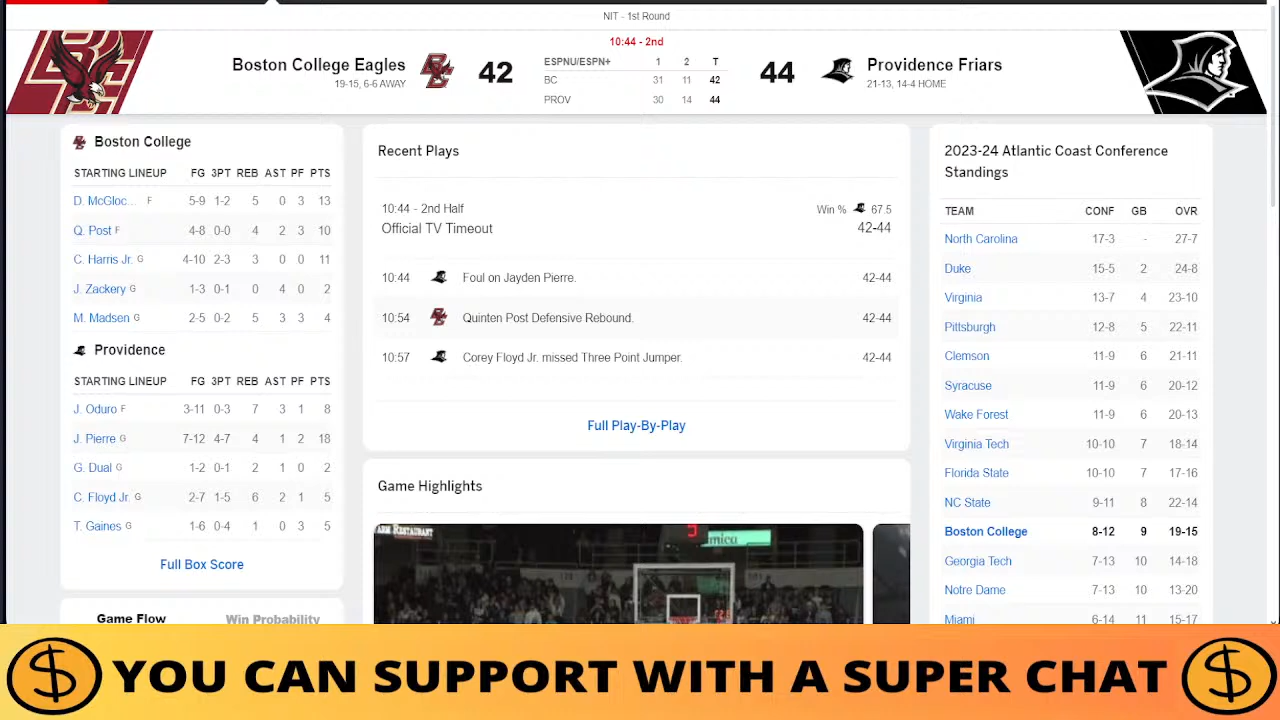 NIT - 1st Round
10:44 - 2nd
Boston College Eagles
19-15, 6-6 AWAY
42
ESPNU/ESPN+ 1 2 T
BC 31 11 42
PROV 30 14 44
44
Providence Friars
21-13, 14-4 HOME
Boston College
STARTING LINEUP FG 3PT REB AST PF PTS
D. McGloc... F 5-9 1-2 5 0 3 13
Q. Post F 4-8 0-0 4 2 3 10
C. Harris Jr. G 4-10 2-3 3 0 0 11
J. Zackery G 1-3 0-1 0 4 0 2
M. Madsen G 2-5 0-2 5 3 3 4
Providence
STARTING LINEUP FG 3PT REB AST PF PTS
J. Oduro F 3-11 0-3 7 3 1 8
J. Pierre G 7-12 4-7 4 1 2 18
G. Dual G 1-2 0-1 2 1 0 2
C. Floyd Jr. G 2-7 1-5 6 2 1 5
T. Gaines G 1-6 0-4 1 0 3 5
Full Box Score
Game Flow Win Probability
Recent Plays
10:44 - 2nd Half Win % 67.5
Official TV Timeout 42-44
10:44 Foul on Jayden Pierre. 42-44
10:54 Quinten Post Defensive Rebound. 42-44
10:57 Corey Floyd Jr. missed Three Point Jumper. 42-44
Full Play-By-Play
Game Highlights
2023-24 Atlantic Coast Conference
Standings
TEAM CONF GB OVR
North Carolina 17-3 - 27-7
Duke 15-5 2 24-8
Virginia 13-7 4 23-10
Pittsburgh 12-8 5 22-11
Clemson 11-9 6 21-11
Syracuse 11-9 6 20-12
Wake Forest 11-9 6 20-13
Virginia Tech 10-10 7 18-14
Florida State 10-10 7 17-16
NC State 9-11 8 22-14
Boston College 8-12 9 19-15
Georgia Tech 7-13 10 14-18
Notre Dame 7-13 10 13-20
Miami 6-14 11 15-17
$ YOU CAN SUPPORT WITH A SUPER CHAT $